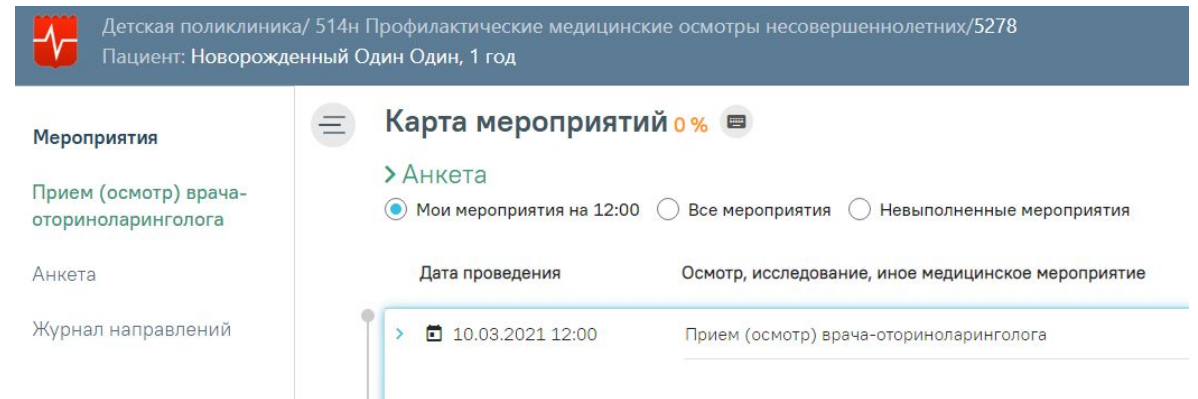 Детская поликлиника/ 514н Профилактические медицинские осмотры несовершеннолетних/5278
Пациент: Новорожденный Один Один, 1 год
Мероприятия
Прием (осмотр) врача-
оториноларинголога
Анкета
Журнал направлений
Карта мероприятий 0 %
Анкета
Мои мероприятия на 12:00 Все мероприятия Невыполненные мероприятия
Дата проведения Осмотр, исследование, иное медицинское мероприятие
10.03.2021 12:00 Прием (осмотр) врача-оториноларинголога